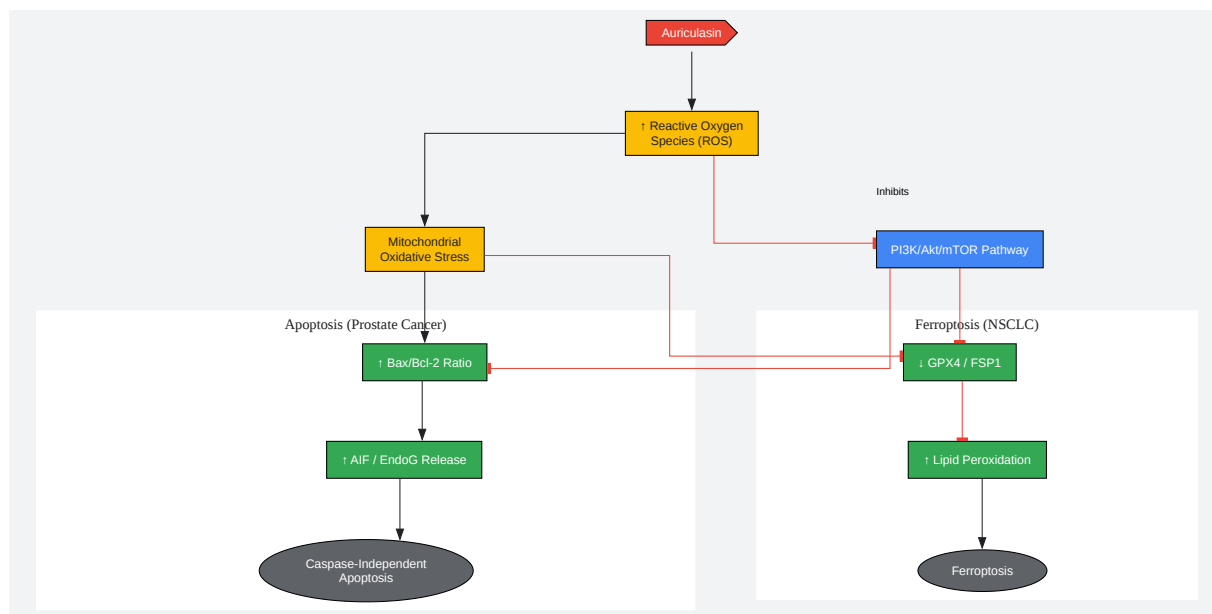 Auriculasin
↑ Reactive Oxygen
Species (ROS)
Inhibits
Mitochondrial
Oxidative Stress
PI3K/Akt/mTOR Pathway
Apoptosis (Prostate Cancer)
Ferroptosis (NSCLC)
↑ Bax/Bcl-2 Ratio
↓ GPX4 / FSP1
↑ AIF / EndoG Release
↑ Lipid Peroxidation
Caspase-Independent
Apoptosis
Ferroptosis